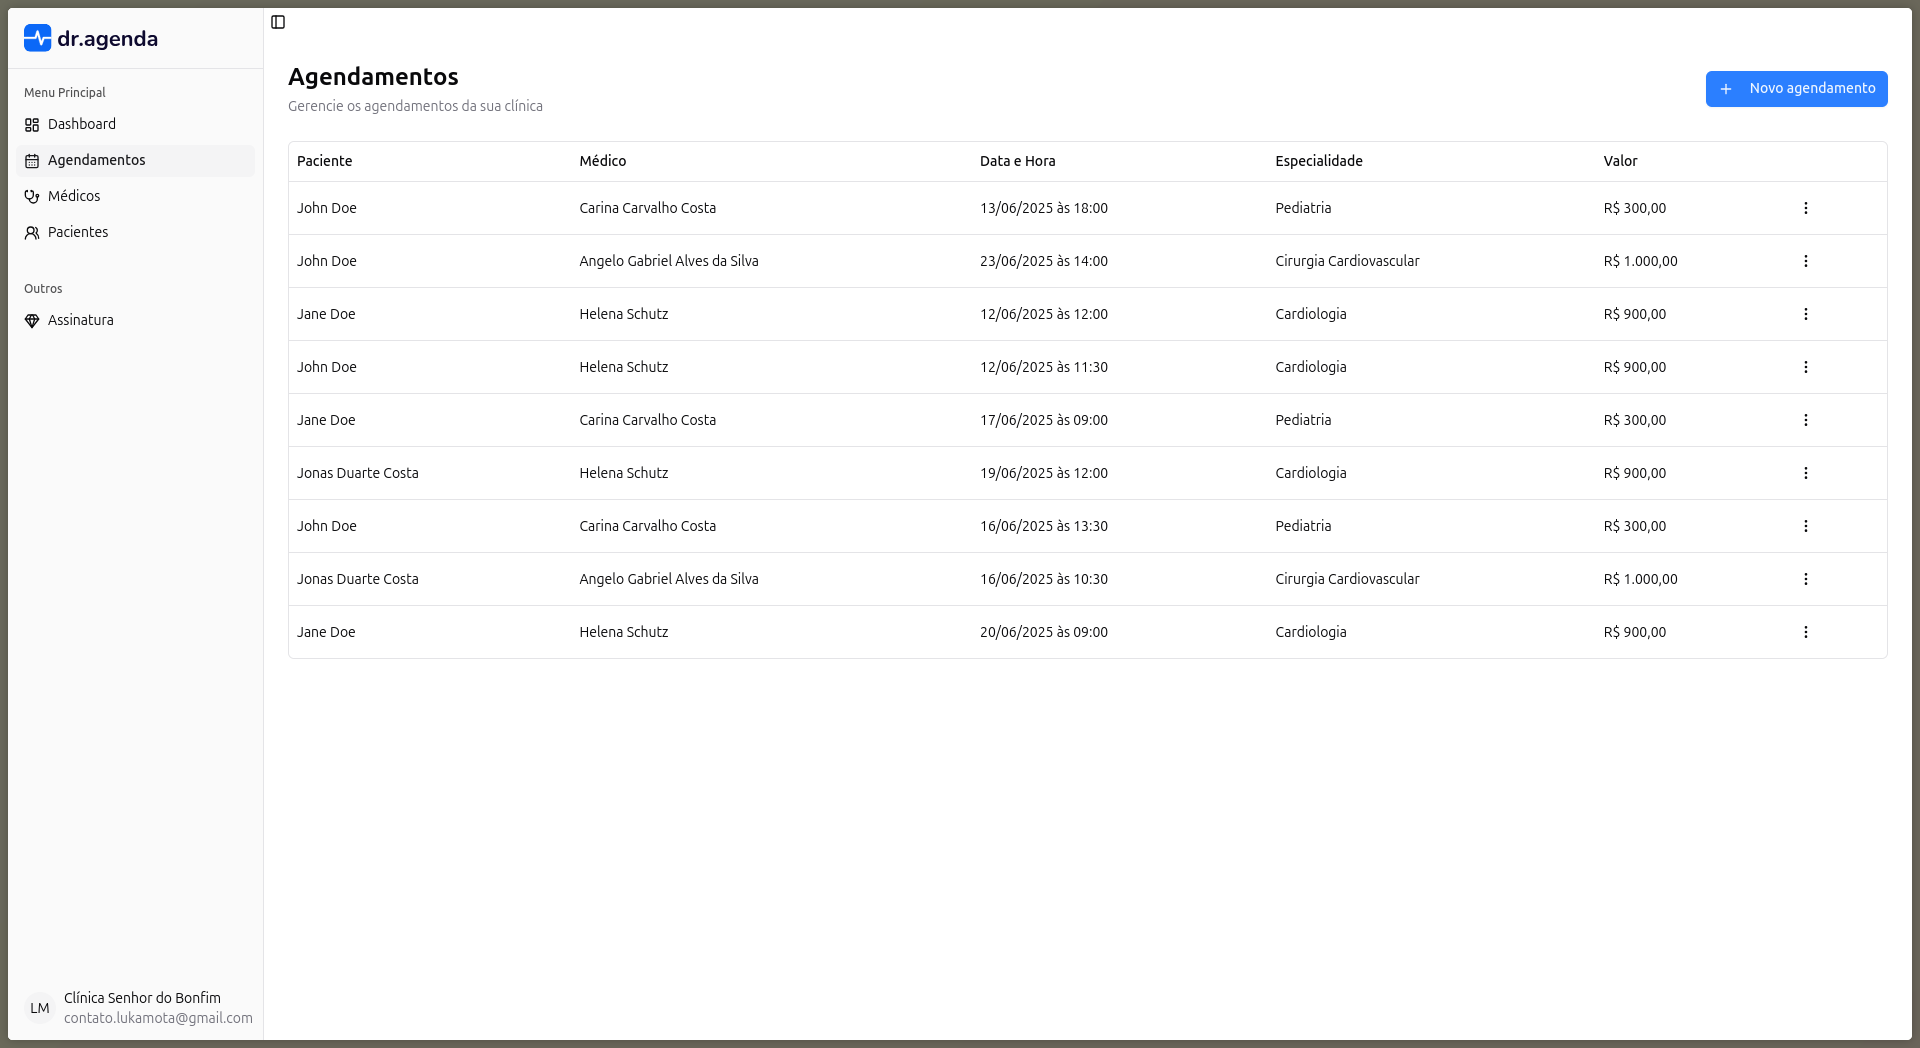 dr.agenda
Menu Principal
Dashboard
Agendamentos
Médicos
Pacientes
Outros
Assinatura
LM
Clínica Senhor do Bonfim
contato.lukamota@gmail.com
Agendamentos
Gerencie os agendamentos da sua clínica
+ Novo agendamento
Paciente Médico Data e Hora Especialidade Valor
John Doe Carina Carvalho Costa 13/06/2025 às 18:00 Pediatria R$ 300,00
John Doe Angelo Gabriel Alves da Silva 23/06/2025 às 14:00 Cirurgia Cardiovascular R$ 1.000,00
Jane Doe Helena Schutz 12/06/2025 às 12:00 Cardiologia R$ 900,00
John Doe Helena Schutz 12/06/2025 às 11:30 Cardiologia R$ 900,00
Jane Doe Carina Carvalho Costa 17/06/2025 às 09:00 Pediatria R$ 300,00
Jonas Duarte Costa Helena Schutz 19/06/2025 às 12:00 Cardiologia R$ 900,00
John Doe Carina Carvalho Costa 16/06/2025 às 13:30 Pediatria R$ 300,00
Jonas Duarte Costa Angelo Gabriel Alves da Silva 16/06/2025 às 10:30 Cirurgia Cardiovascular R$ 1.000,00
Jane Doe Helena Schutz 20/06/2025 às 09:00 Cardiologia R$ 900,00